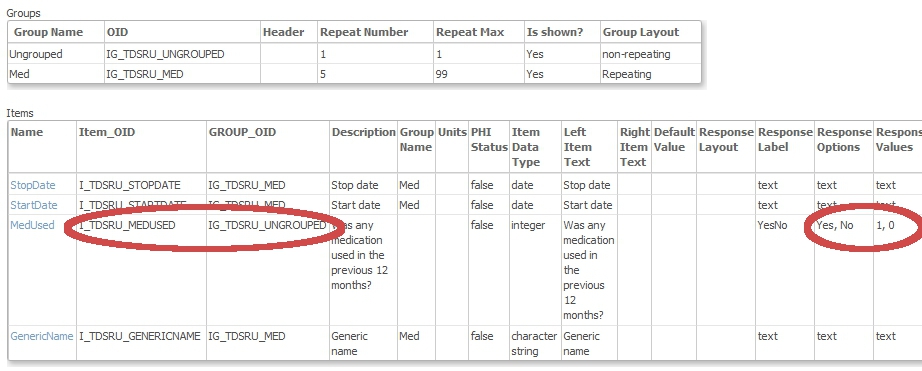 Groups
Group Name OID Header Repeat Number Repeat Max Is shown? Group Layout
Ungrouped IG_TDSRU_UNGROUPED 1 1 Yes non-repeating
Med IG_TDSRU_MED 5 99 Yes Repeating
Items
Name Item_OID GROUP_OID Description Group Units PHI Item Left Right Default Response Response Response Respons
Name Status Data Item Item Value Layout Label Options Values
Type Text Text
StopDate I_TDSRU_STOPDATE IG_TDSRU_MED Stop date Med false date Stop date text text text
StartDate I_TDSRU_STARTDATE IG_TDSRU_MED Start date Med false date Start date text text text
MedUsed I_TDSRU_MEDUSED IG_TDSRU_UNGROUPED Was any false integer Was any YesNo Yes, No 1, 0
medication medication
used in the used in
previous 12 the
months? previous
12
months?
GenericName I_TDSRU_GENERICNAME IG_TDSRU_MED Generic Med false character Generic text text text
name string name